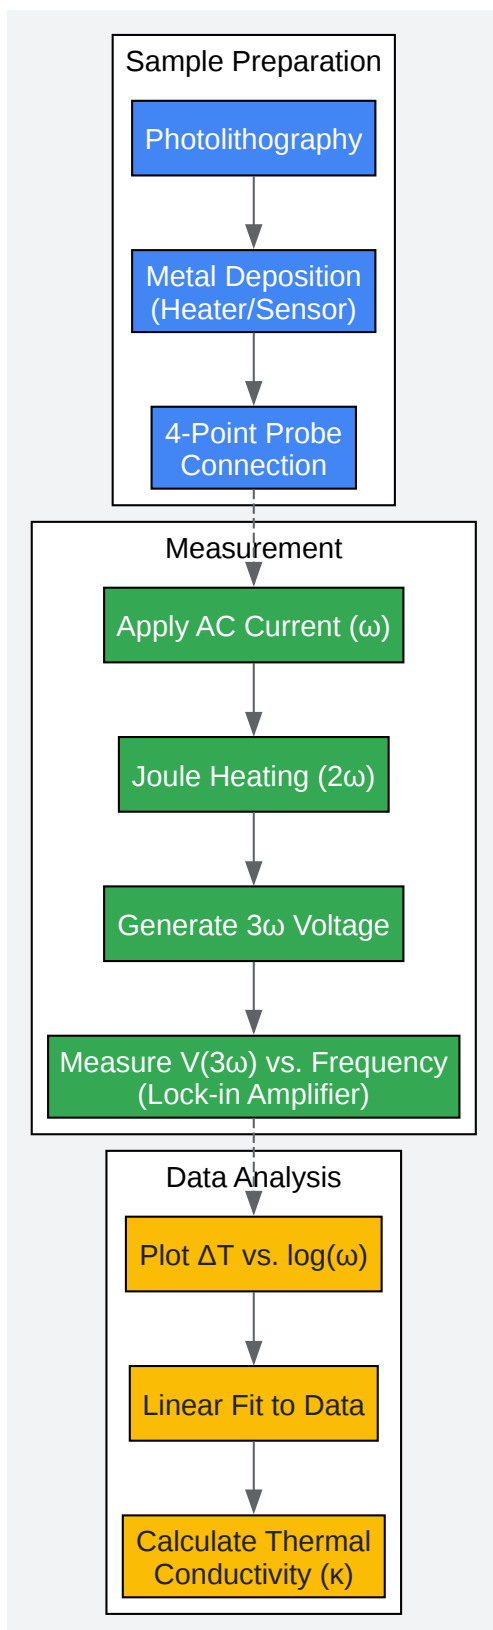 Sample Preparation
Photolithography
Metal Deposition
(Heater/Sensor)
4-Point Probe
Connection
Measurement
Apply AC Current (ω)
Joule Heating (2ω)
Generate 3ω Voltage
Measure V(3ω) vs. Frequency
(Lock-in Amplifier)
Data Analysis
Plot ΔT vs. log(ω)
Linear Fit to Data
Calculate Thermal
Conductivity (κ)